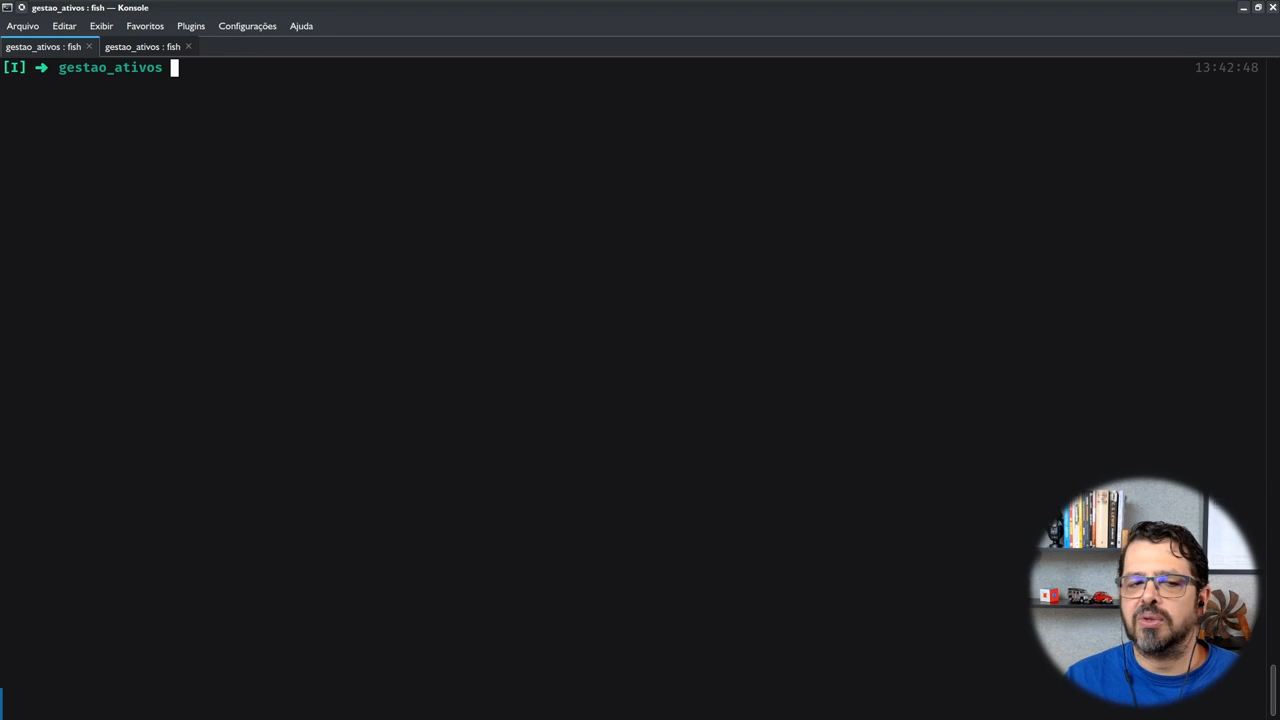 gestao_ativos : fish — Konsole
Arquivo Editar Exibir Favoritos Plugins Configurações Ajuda
gestao_ativos : fish gestao_ativos : fish
[I] ➜ gestao_ativos 13:42:48